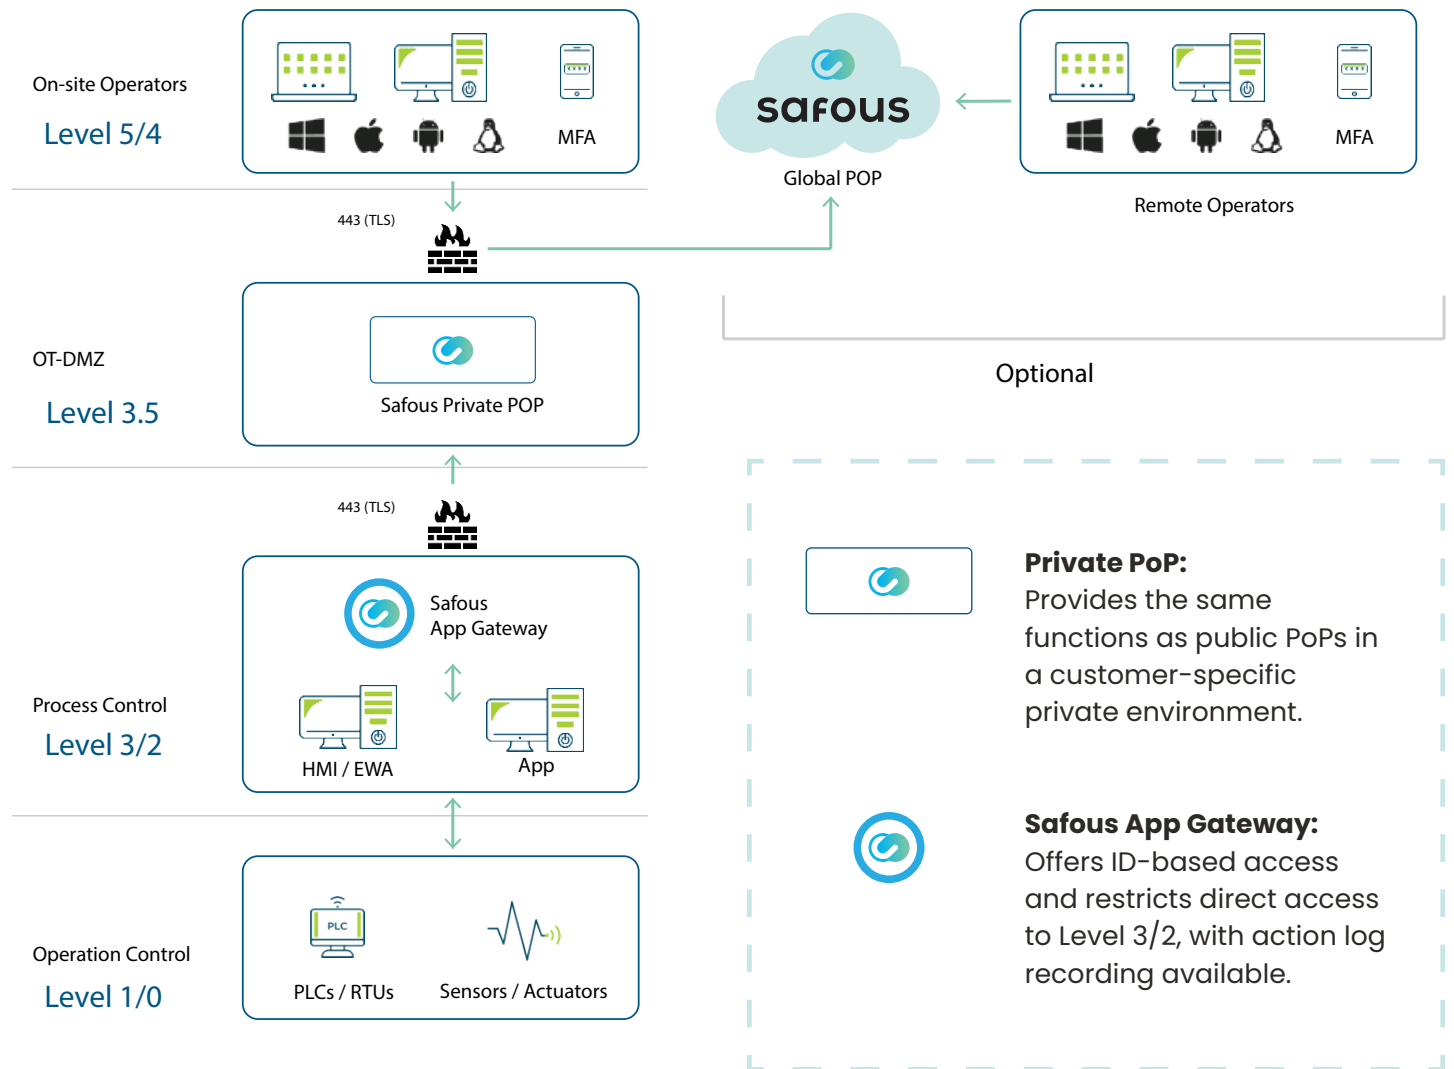 On-site Operators
Level 5/4
MFA
safous
Global POP
MFA
Remote Operators
443 (TLS)
OT-DMZ
Level 3.5
Safous Private POP
Optional
443 (TLS)
Process Control
Level 3/2
Safous
App Gateway
HMI / EWA
App
Operation Control
Level 1/0
PLC
PLCs / RTUs
Sensors / Actuators
Private PoP:
Provides the same
functions as public PoPs in
a customer-specific
private environment.
Safous App Gateway:
Offers ID-based access
and restricts direct access
to Level 3/2, with action log
recording available.